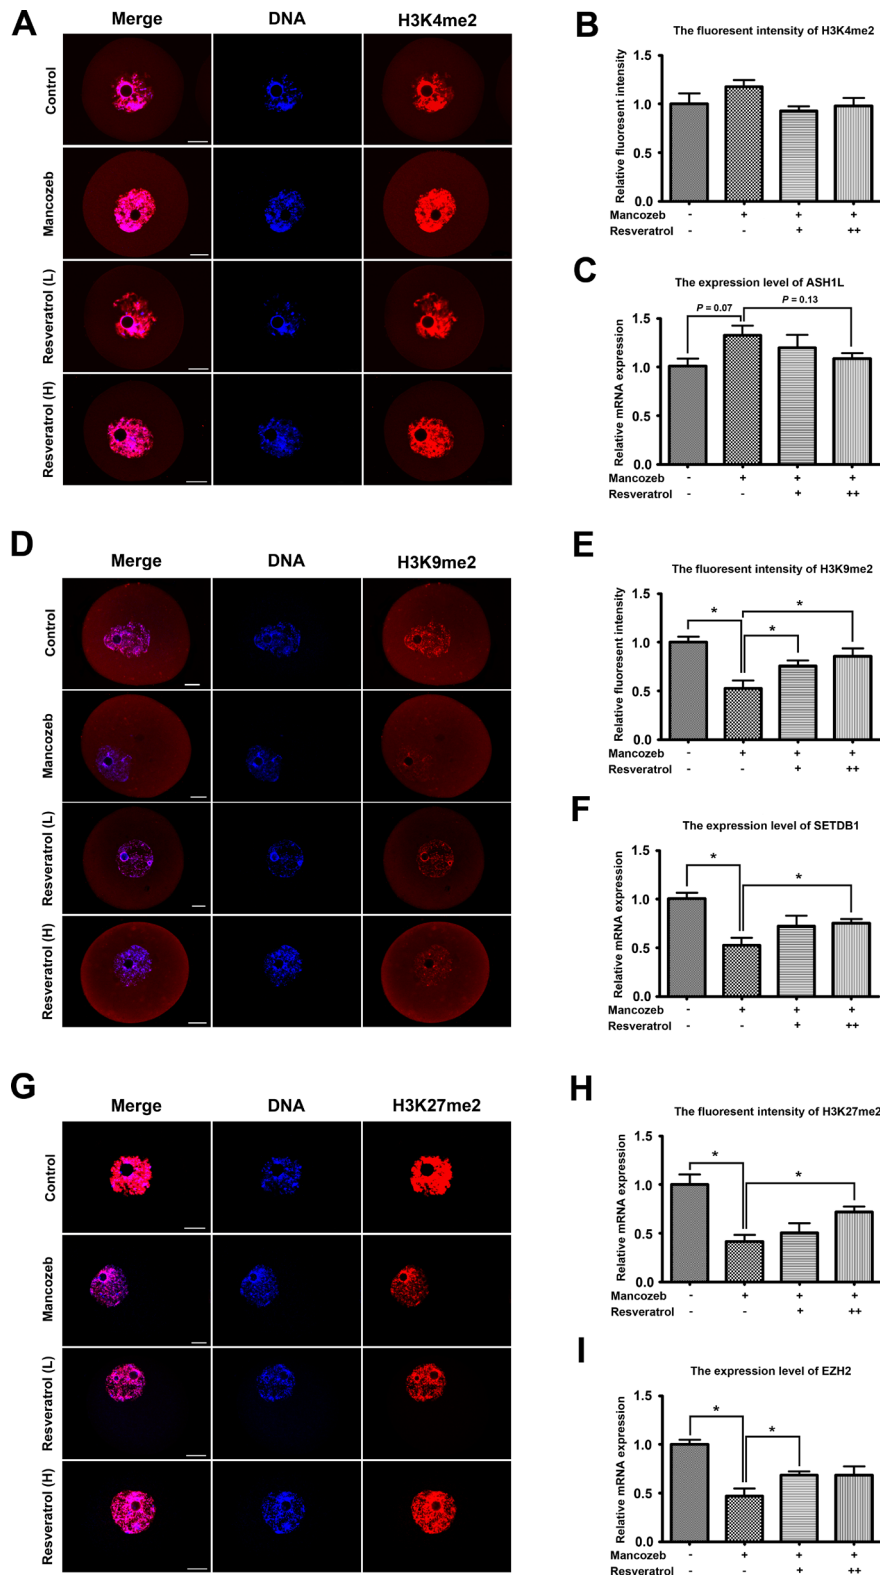 A
Merge DNA H3K4me2
Control
Mancozeb
Resveratrol (L)
Resveratrol (H)
B
The fluoresent intensity of H3K4me2
Relative fluoresent intensity
1.5
1.0
0.5
0.0
Mancozeb - + + +
Resveratrol - - + ++
C
The expression level of ASH1L
P = 0.07
P = 0.13
Relative mRNA expression
1.5
1.0
0.5
0.0
Mancozeb - + + +
Resveratrol - - + ++
D
Merge DNA H3K9me2
Control
Mancozeb
Resveratrol (L)
Resveratrol (H)
E
The fluoresent intensity of H3K9me2
Relative fluoresent intensity
1.5
1.0
0.5
0.0
* * *
Mancozeb - + + +
Resveratrol - - + ++
F
The expression level of SETDB1
Relative mRNA expression
1.5
1.0
0.5
0.0
* *
Mancozeb - + + +
Resveratrol - - + ++
G
Merge DNA H3K27me2
Control
Mancozeb
Resveratrol (L)
Resveratrol (H)
H
The fluoresent intensity of H3K27me2
Relative mRNA expression
1.5
1.0
0.5
0.0
* *
Mancozeb - + + +
Resveratrol - - + ++
I
The expression level of EZH2
Relative mRNA expression
1.5
1.0
0.5
0.0
* *
Mancozeb - + + +
Resveratrol - - + ++